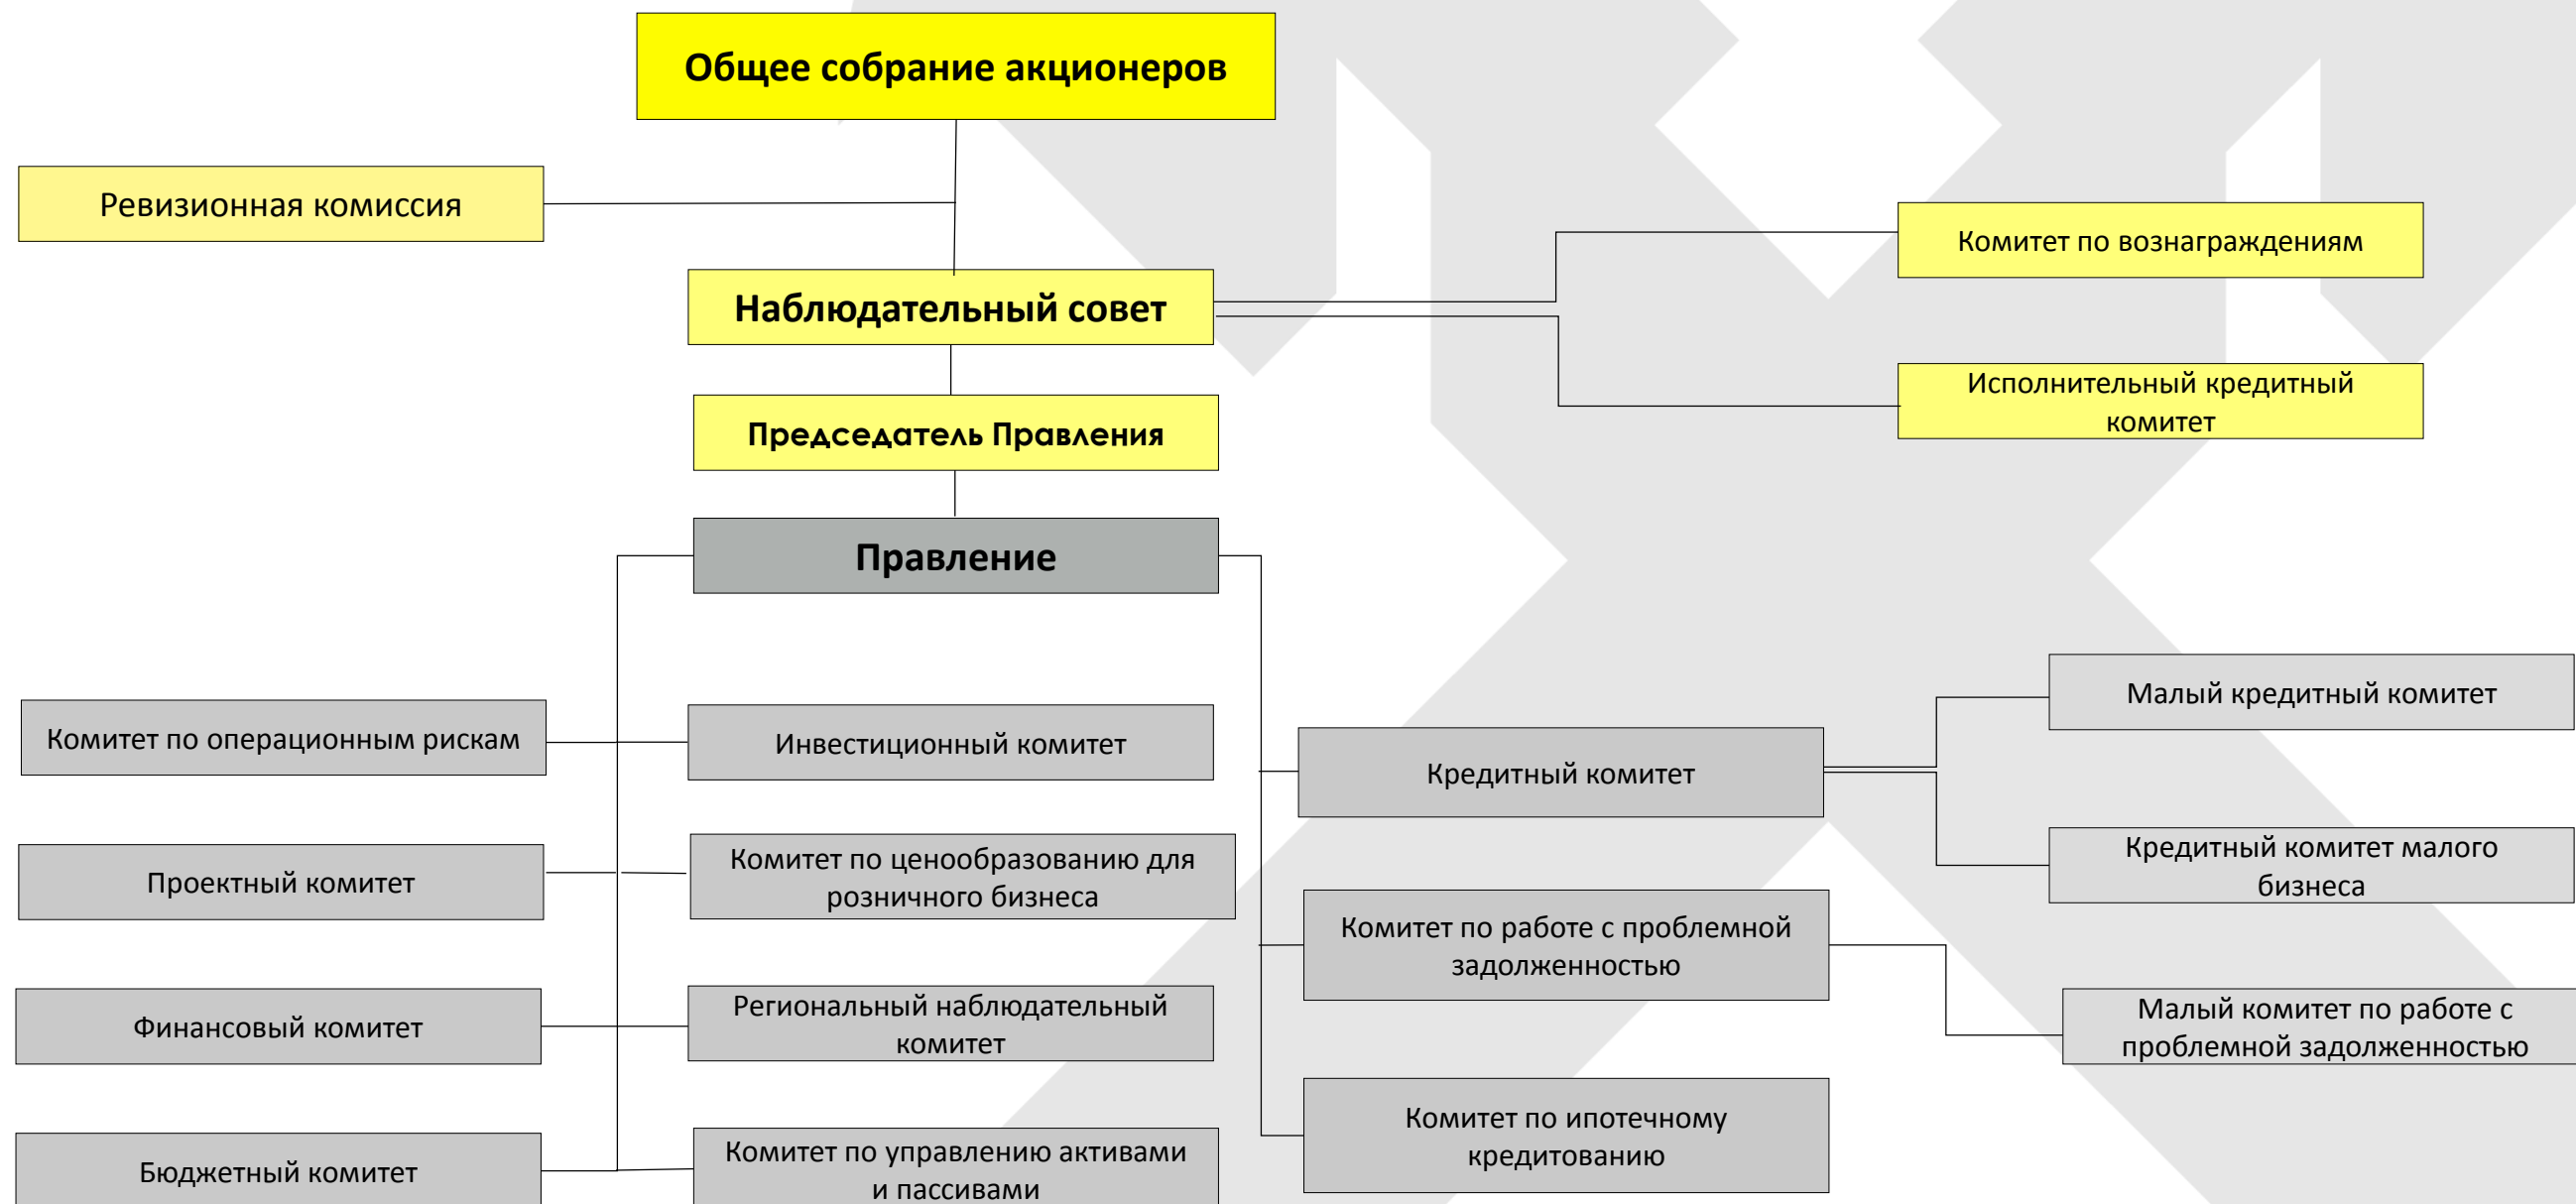 Общее собрание акционеров
Ревизионная комиссия
Комитет по вознаграждениям
Наблюдательный совет
Исполнительный кредитный
комитет
Председатель Правления
Правление
Малый кредитный комитет
Комитет по операционным рискам
Инвестиционный комитет
Кредитный комитет
Кредитный комитет малого
бизнеса
Проектный комитет
Комитет по ценообразованию для
розничного бизнеса
Комитет по работе с проблемной
задолженностью
Финансовый комитет
Региональный наблюдательный
комитет
Малый комитет по работе с
проблемной задолженностью
Комитет по ипотечному
кредитованию
Бюджетный комитет
Комитет по управлению активами
и пассивами